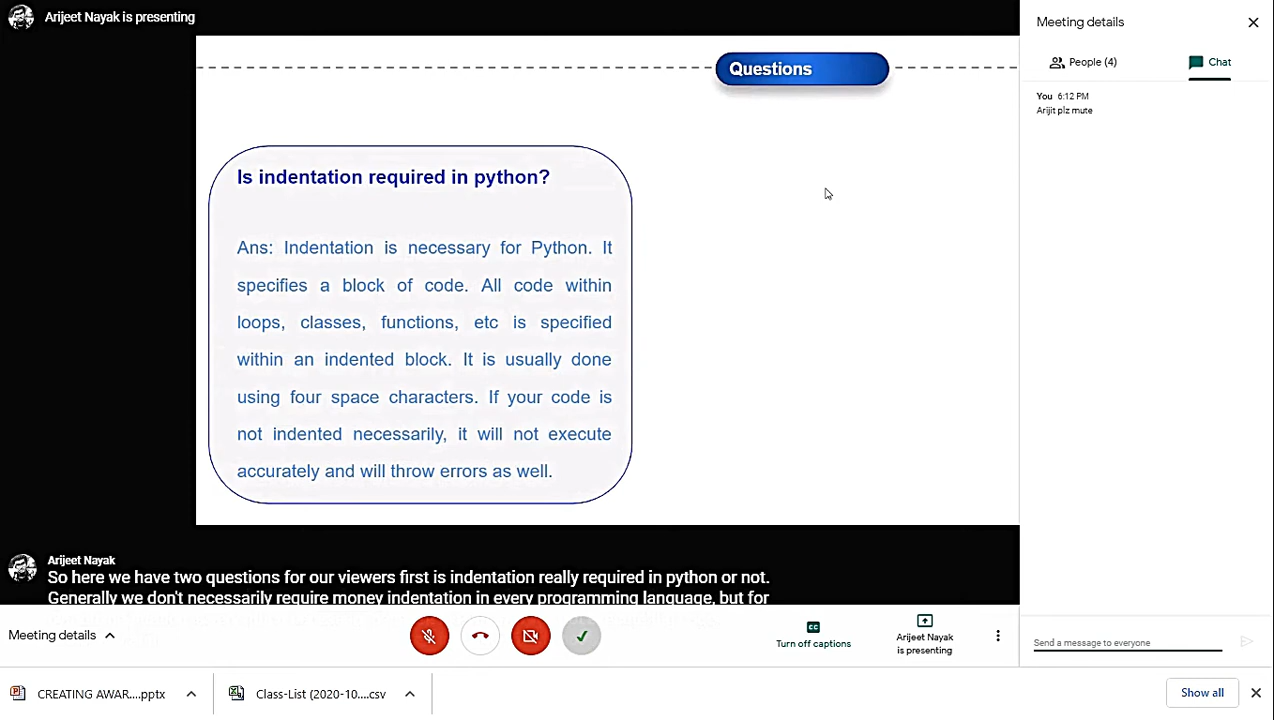 Arijeet Nayak is presenting
Meeting details
People (4)
Chat
You 6:12 PM
Arijit plz mute
Questions
Is indentation required in python?
Ans: Indentation is necessary for Python. It
specifies a block of code. All code within
loops, classes, functions, etc is specified
within an indented block. It is usually done
using four space characters. If your code is
not indented necessarily, it will not execute
accurately and will throw errors as well.
Arijeet Nayak
So here we have two questions for our viewers first is indentation really required in python or not.
Generally we don't necessarily require money indentation in every programming language, but for
Meeting details
CC
Turn off captions
Arijeet Nayak
is presenting
Send a message to everyone
CREATING AWAR....pptx
Class-List (2020-10....csv
Show all